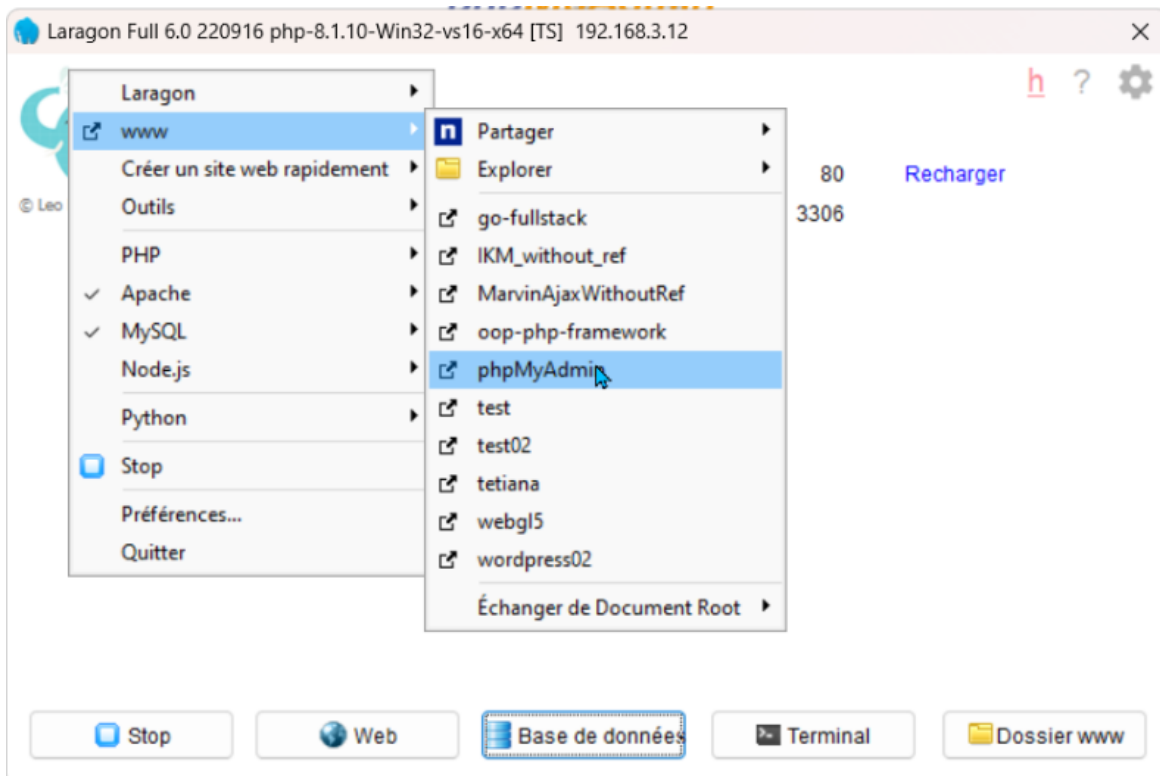 Laragon Full 6.0 220916 php-8.1.10-Win32-vs16-x64 [TS] 192.168.3.12
h ?
© Leo
80 Recharger
3306
Laragon
www
Créer un site web rapidement
Outils
PHP
Apache
MySQL
Node.js
Python
Stop
Préférences...
Quitter
n Partager
Explorer
go-fullstack
IKM_without_ref
MarvinAjaxWithoutRef
oop-php-framework
phpMyAdmin
test
test02
tetiana
webgl5
wordpress02
Échanger de Document Root
Stop
Web
Base de données
Terminal
Dossier www